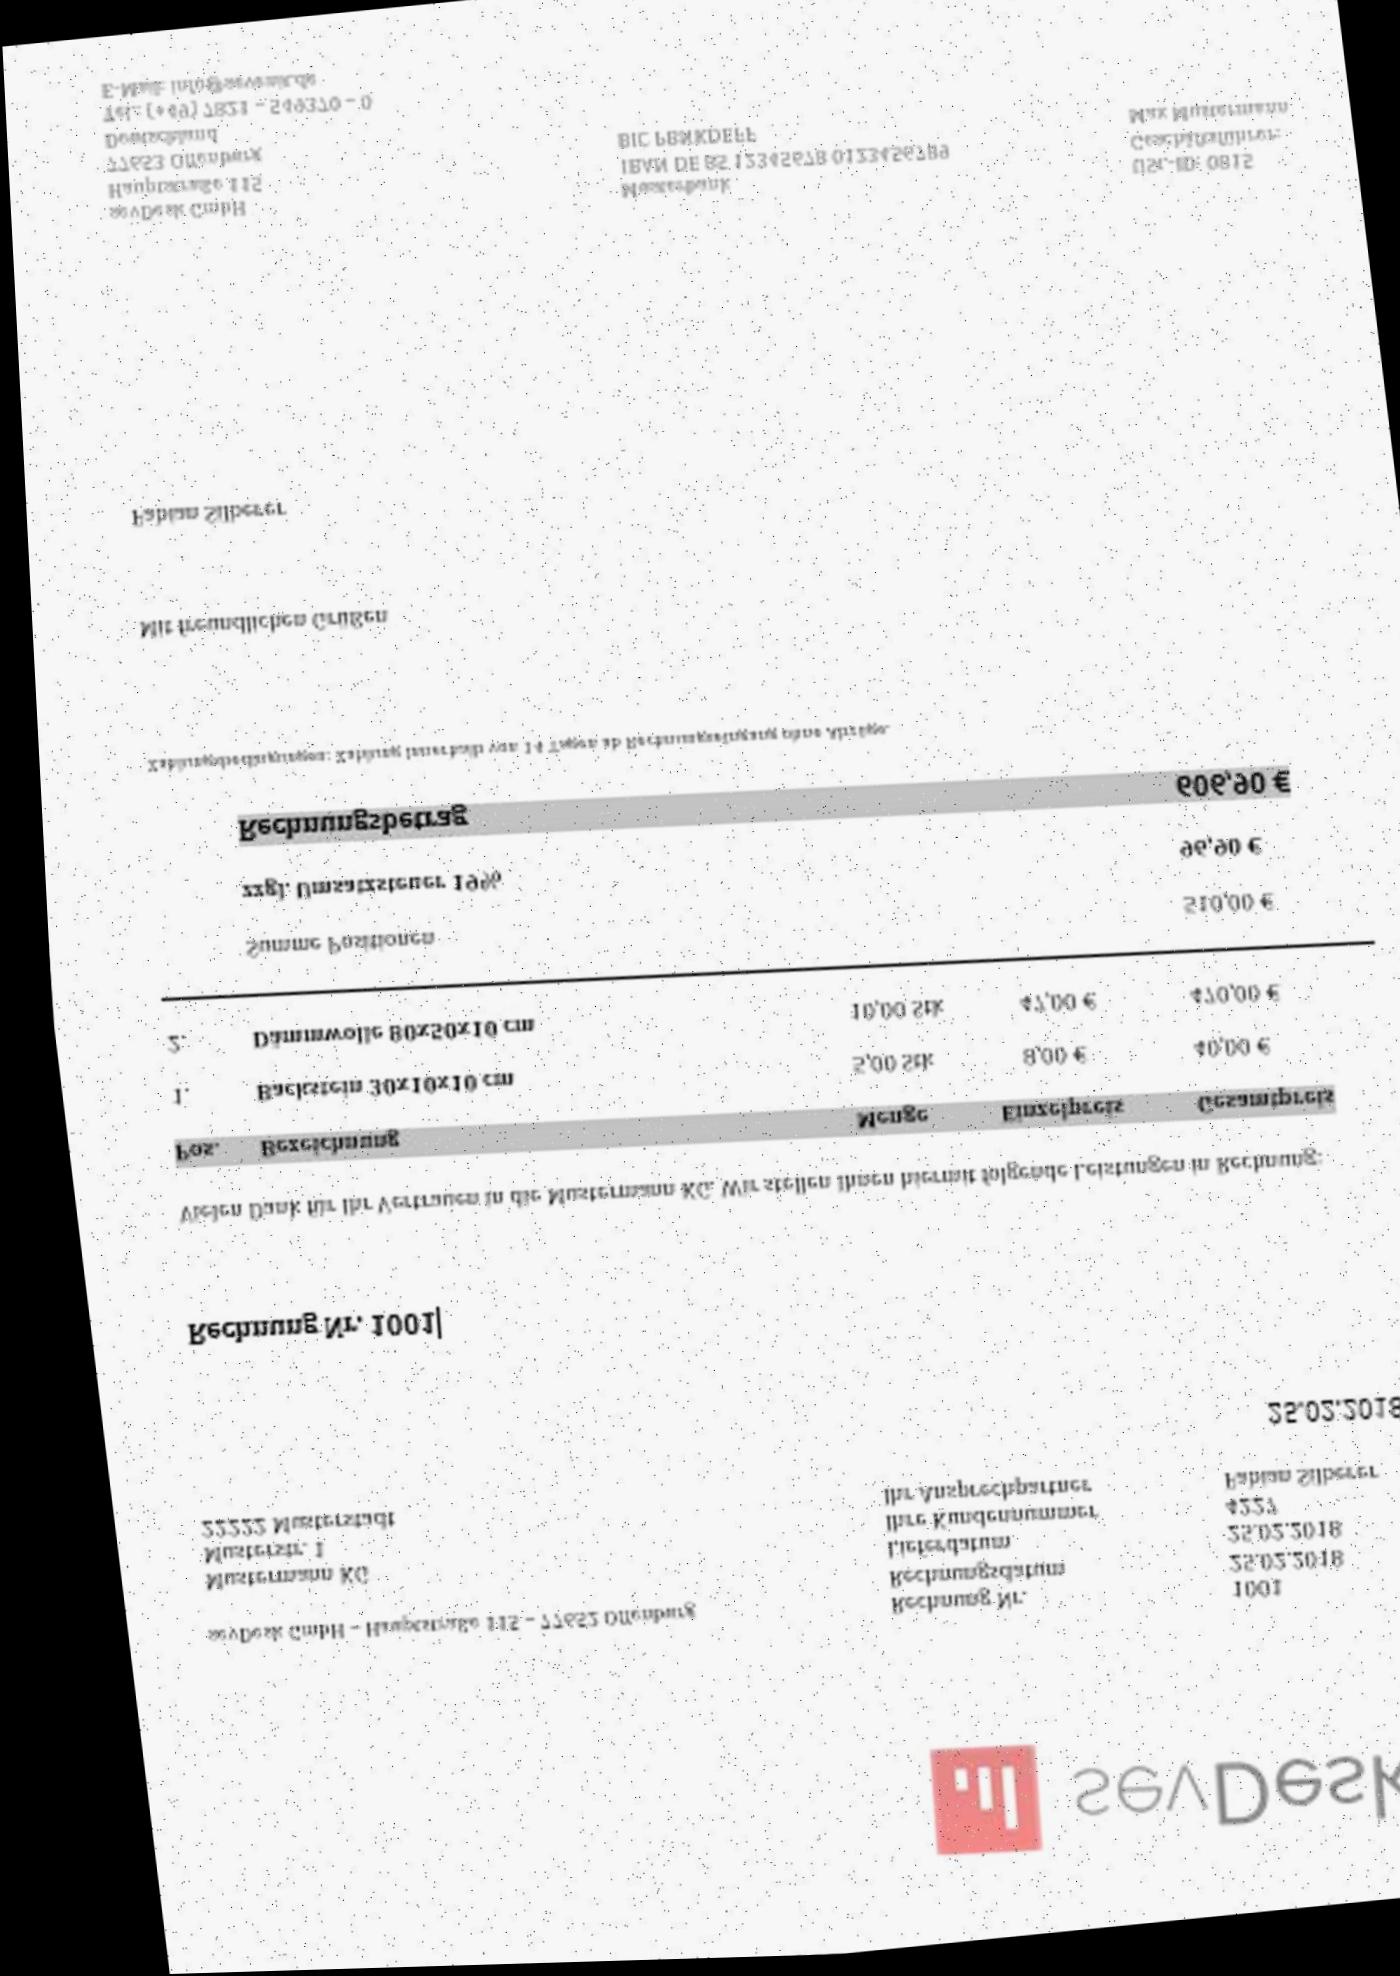 sevDesk
sevDesk GmbH – Hauptstraße 115 – 77652 Offenburg
Mustermann KG
Musterstr. 1
22222 Musterstadt
Rechnung Nr. 1001
Rechnungsdatum 25.02.2018
Lieferdatum 25.02.2018
Ihre Kundennummer 4227
Ihr Ansprechpartner Fabian Silberer
25.02.2018
Rechnung Nr. 1001
Vielen Dank für Ihr Vertrauen in die Mustermann KG. Wir stellen Ihnen hiermit folgende Leistungen in Rechnung:
Pos. Bezeichnung Menge Einzelpreis Gesamtpreis
1. Backstein 30x10x10 cm 5,00 Stk 8,00 € 40,00 €
2. Dämmwolle 80x50x10 cm 10,00 Stk 47,00 € 470,00 €
Summe Positionen 510,00 €
zzgl. Umsatzsteuer 19% 96,90 €
Rechnungsbetrag 606,90 €
Zahlungsbedingungen: Zahlung innerhalb von 14 Tagen ab Rechnungseingang ohne Abzüge.
Mit freundlichen Grüßen
Fabian Silberer
sevDesk GmbH
Hauptstraße 115
77653 Offenburg
Deutschland
Tel.: (+49) 7821 – 549370 – 0
E-Mail: info@sevenit.de
Musterbank
IBAN DE 85 12345678 0123456789
BIC PBNKDEFF
USt.-ID: 0815
Geschäftsführer:
Max Mustermann